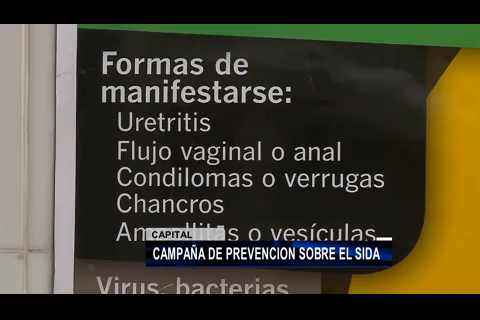 Formas de
manifestarse:
Uretritis
Flujo vaginal o anal
Condilomas o verrugas
Chancros
o vesículas
CAPITAL
CAMPAÑA DE PREVENCION SOBRE EL SIDA
Virus, bacterias